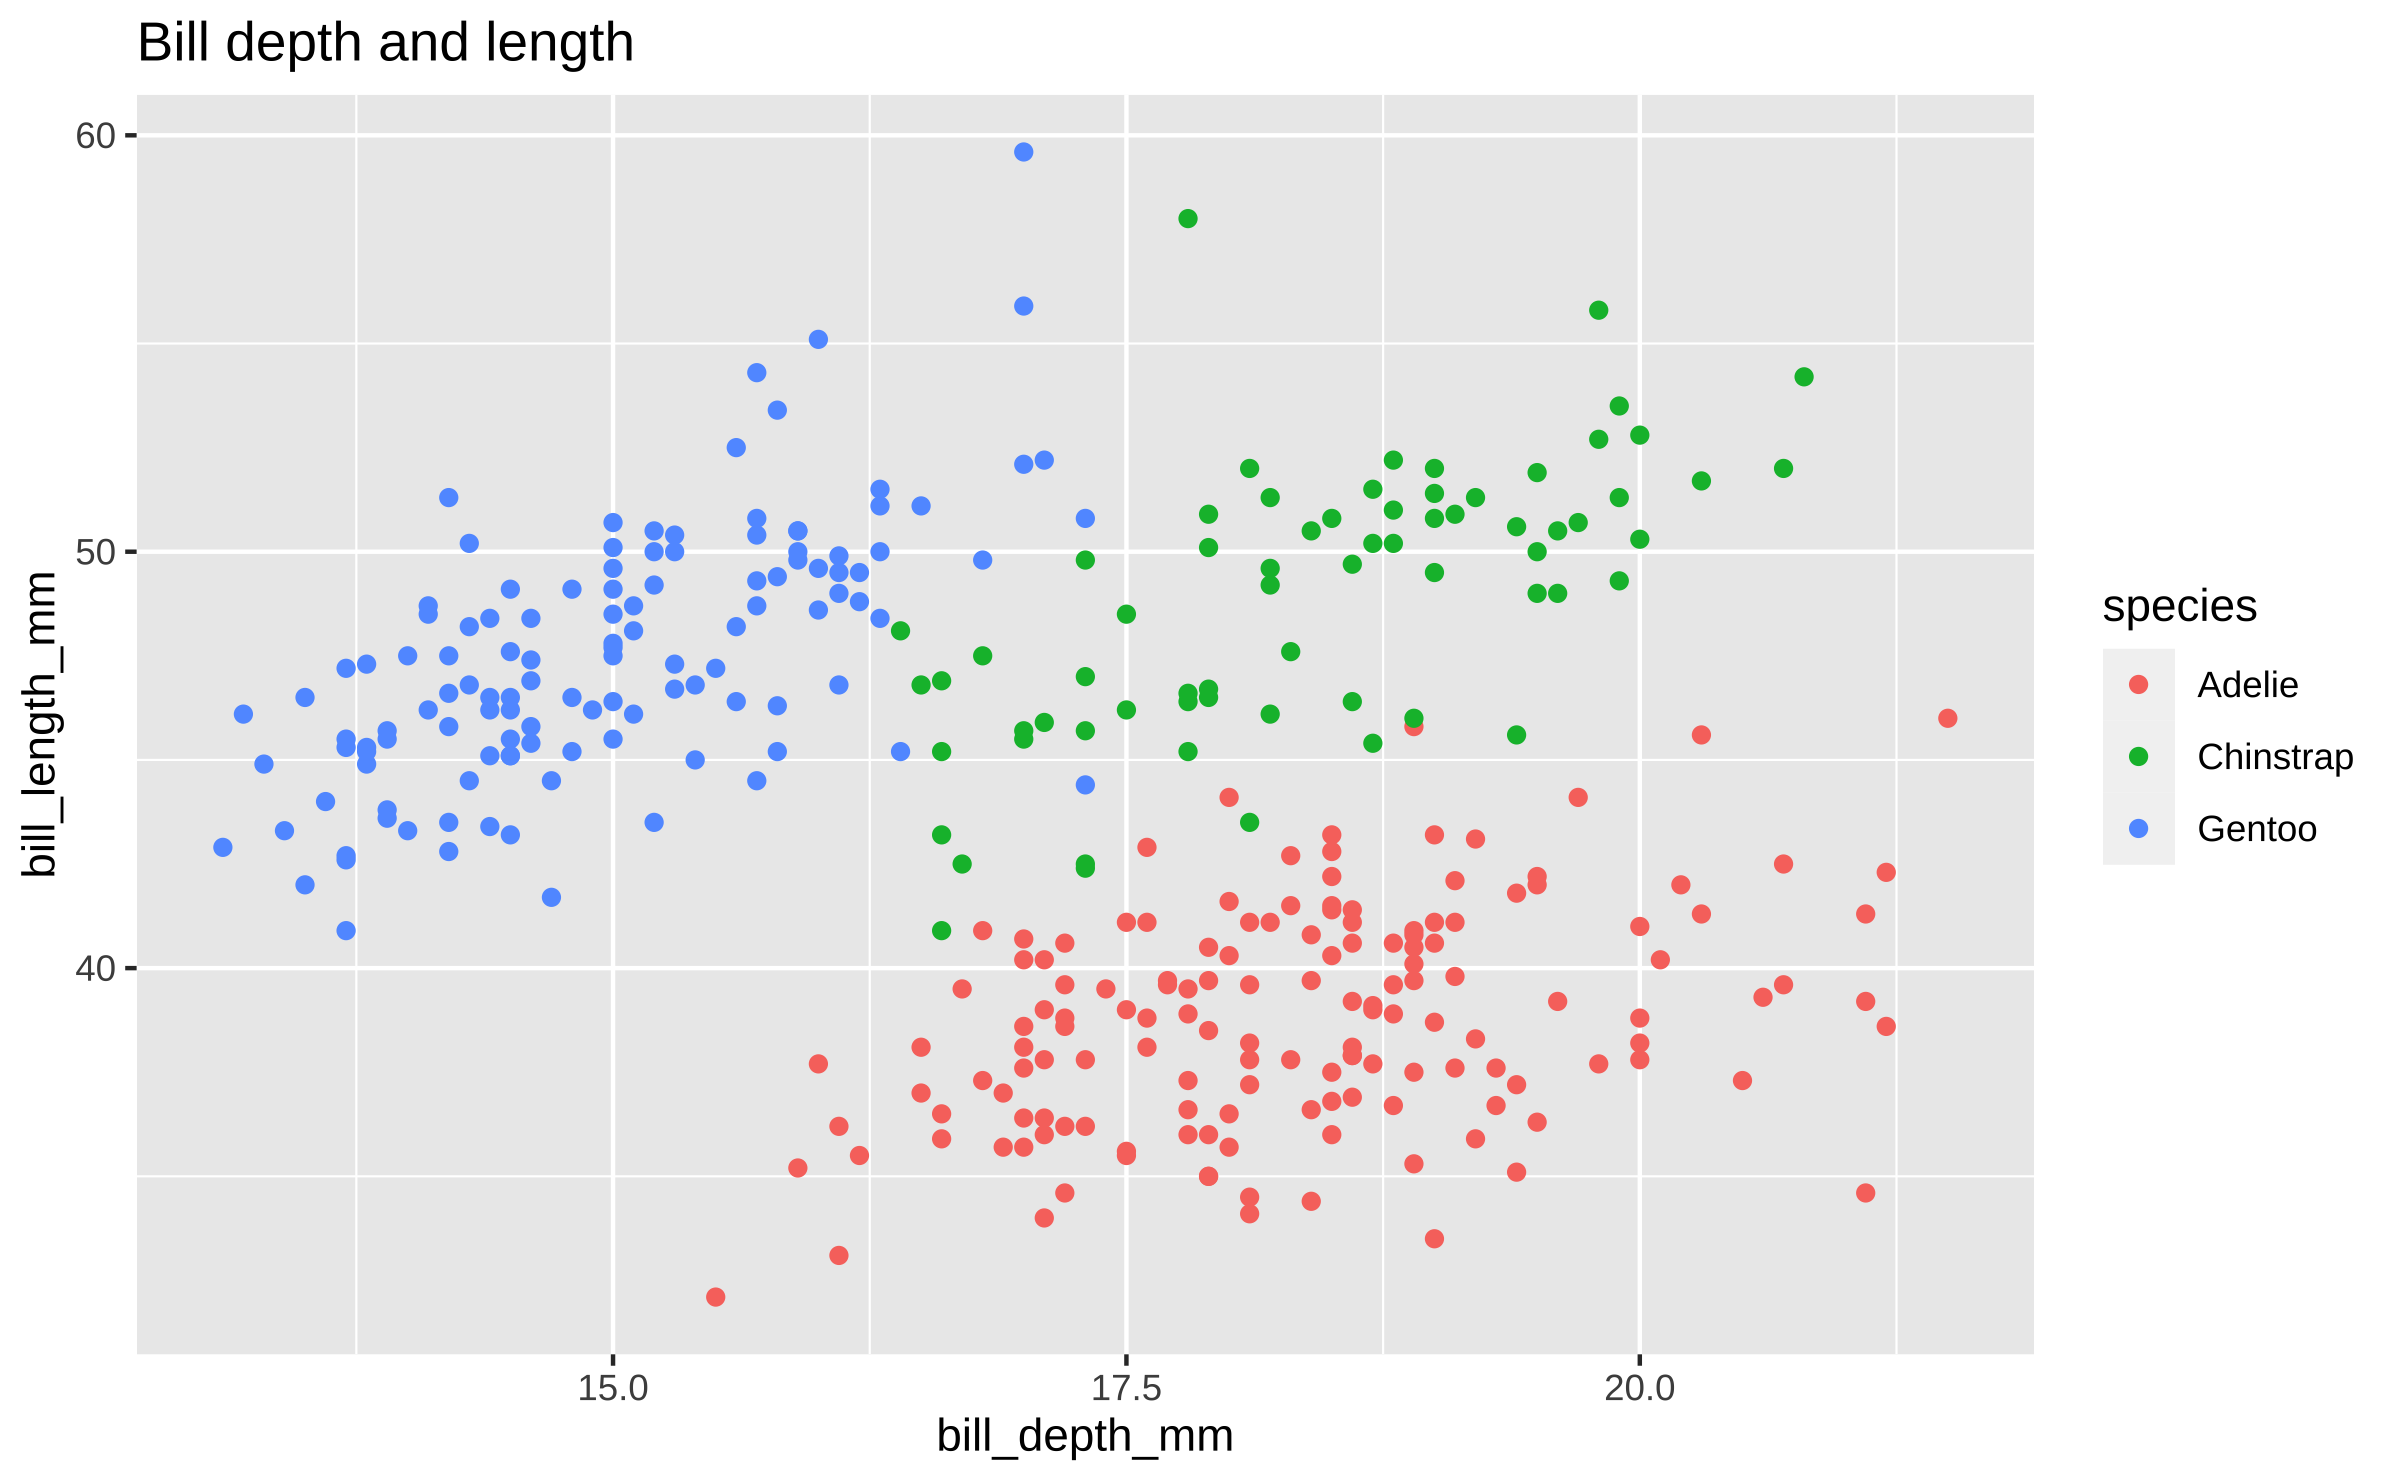 Bill depth and length
60
50
40
bill_length_mm
15.0 17.5 20.0
bill_depth_mm
species
Adelie
Chinstrap
Gentoo